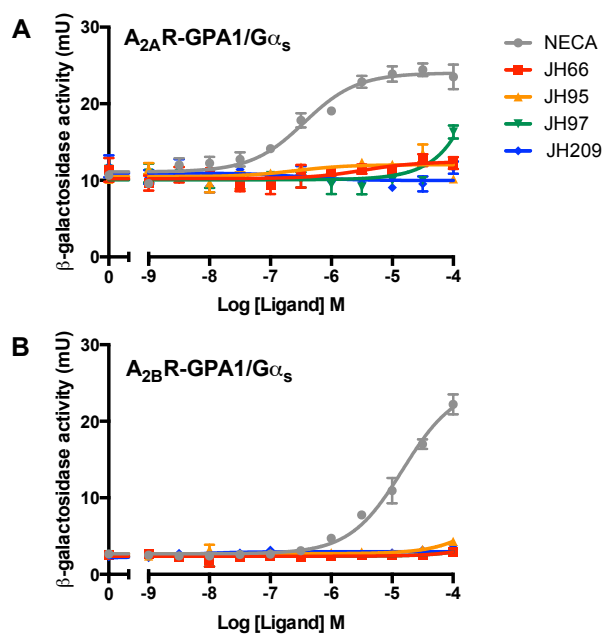 A
A2AR-GPA1/Gαs
β-galactosidase activity (mU)
30
20
10
0
0
-9
-8
-7
-6
-5
-4
Log [Ligand] M
NECA
JH66
JH95
JH97
JH209
B
A2BR-GPA1/Gαs
β-galactosidase activity (mU)
30
20
10
0
0
-9
-8
-7
-6
-5
-4
Log [Ligand] M